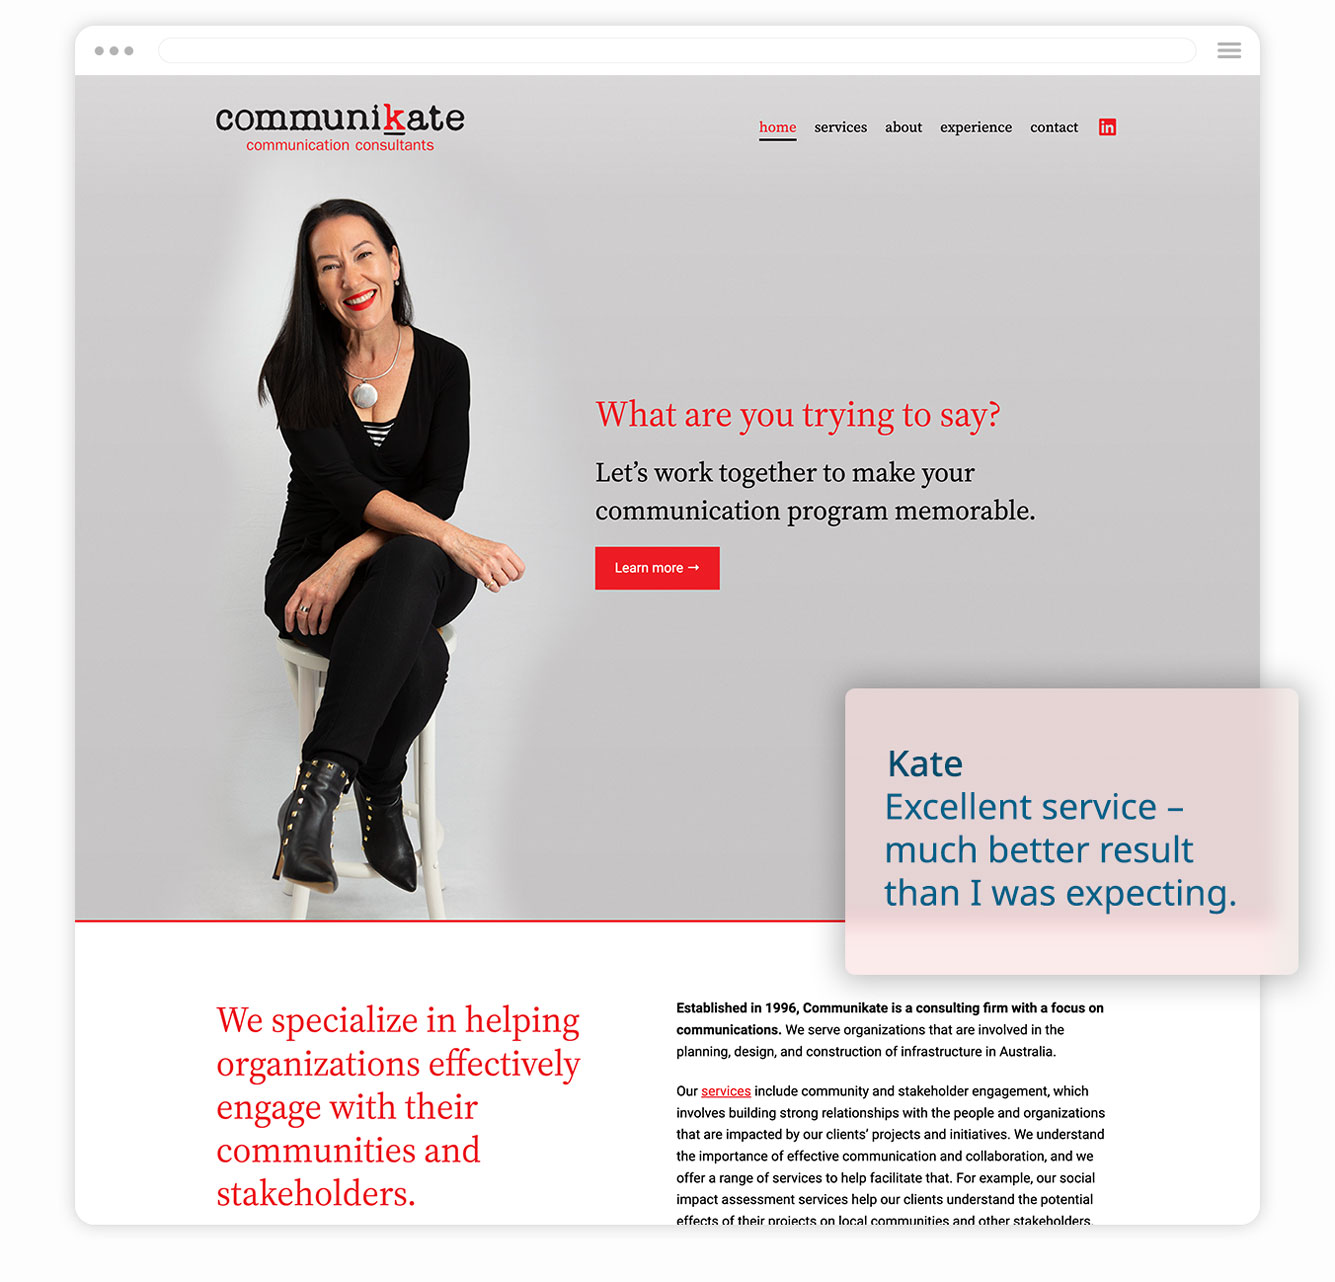 communikate
communication consultants
home services about experience contact in
What are you trying to say?
Let’s work together to make your
communication program memorable.
Learn more →
Kate
Excellent service –
much better result
than I was expecting.
We specialize in helping
organizations effectively
engage with their
communities and
stakeholders.
Established in 1996, Communikate is a consulting firm with a focus on
communications. We serve organizations that are involved in the
planning, design, and construction of infrastructure in Australia.
Our services include community and stakeholder engagement, which
involves building strong relationships with the people and organizations
that are impacted by our clients’ projects and initiatives. We understand
the importance of effective communication and collaboration, and we
offer a range of services to help facilitate that. For example, our social
impact assessment services help our clients understand the potential
effects of their projects on local communities and other stakeholders.